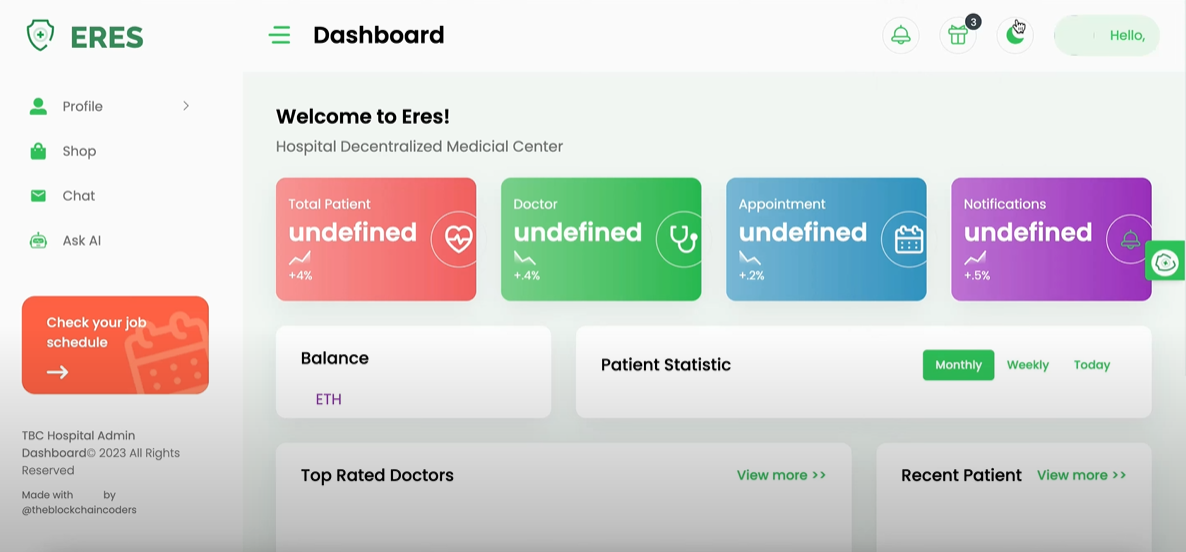 ERES
Dashboard
3
Hello,
Profile
Shop
Chat
Ask AI
Check your job
schedule
TBC Hospital Admin
Dashboard© 2023 All Rights
Reserved
Made with by
@theblockchaincoders
Welcome to Eres!
Hospital Decentralized Medicial Center
Total Patient
undefined
+4%
Doctor
undefined
+.4%
Appointment
undefined
+.2%
Notifications
undefined
+.5%
Balance
ETH
Patient Statistic
Monthly
Weekly
Today
Top Rated Doctors
View more >>
Recent Patient
View more >>